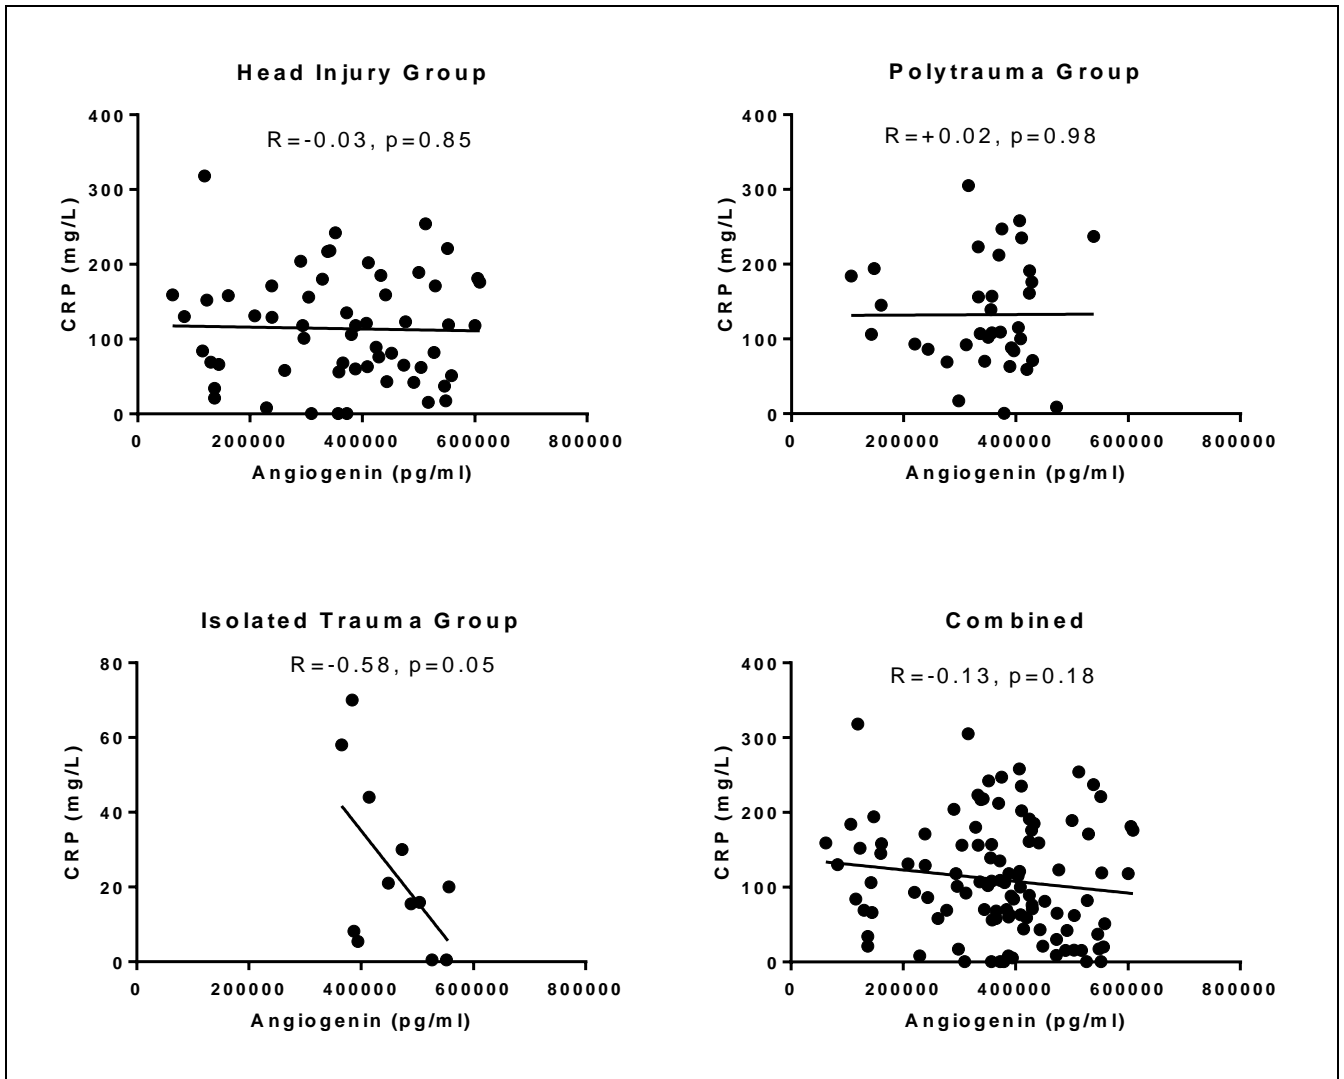 Head Injury Group
R=-0.03, p=0.85
400
300
200
100
0
CRP (mg/L)
0 200000 400000 600000 800000
Angiogenin (pg/ml)
Polytrauma Group
R=+0.02, p=0.98
400
300
200
100
0
CRP (mg/L)
0 200000 400000 600000 800000
Angiogenin (pg/ml)
Isolated Trauma Group
R=-0.58, p=0.05
80
60
40
20
0
CRP (mg/L)
0 200000 400000 600000 800000
Angiogenin (pg/ml)
Combined
R=-0.13, p=0.18
400
300
200
100
0
CRP (mg/L)
0 200000 400000 600000 800000
Angiogenin (pg/ml)